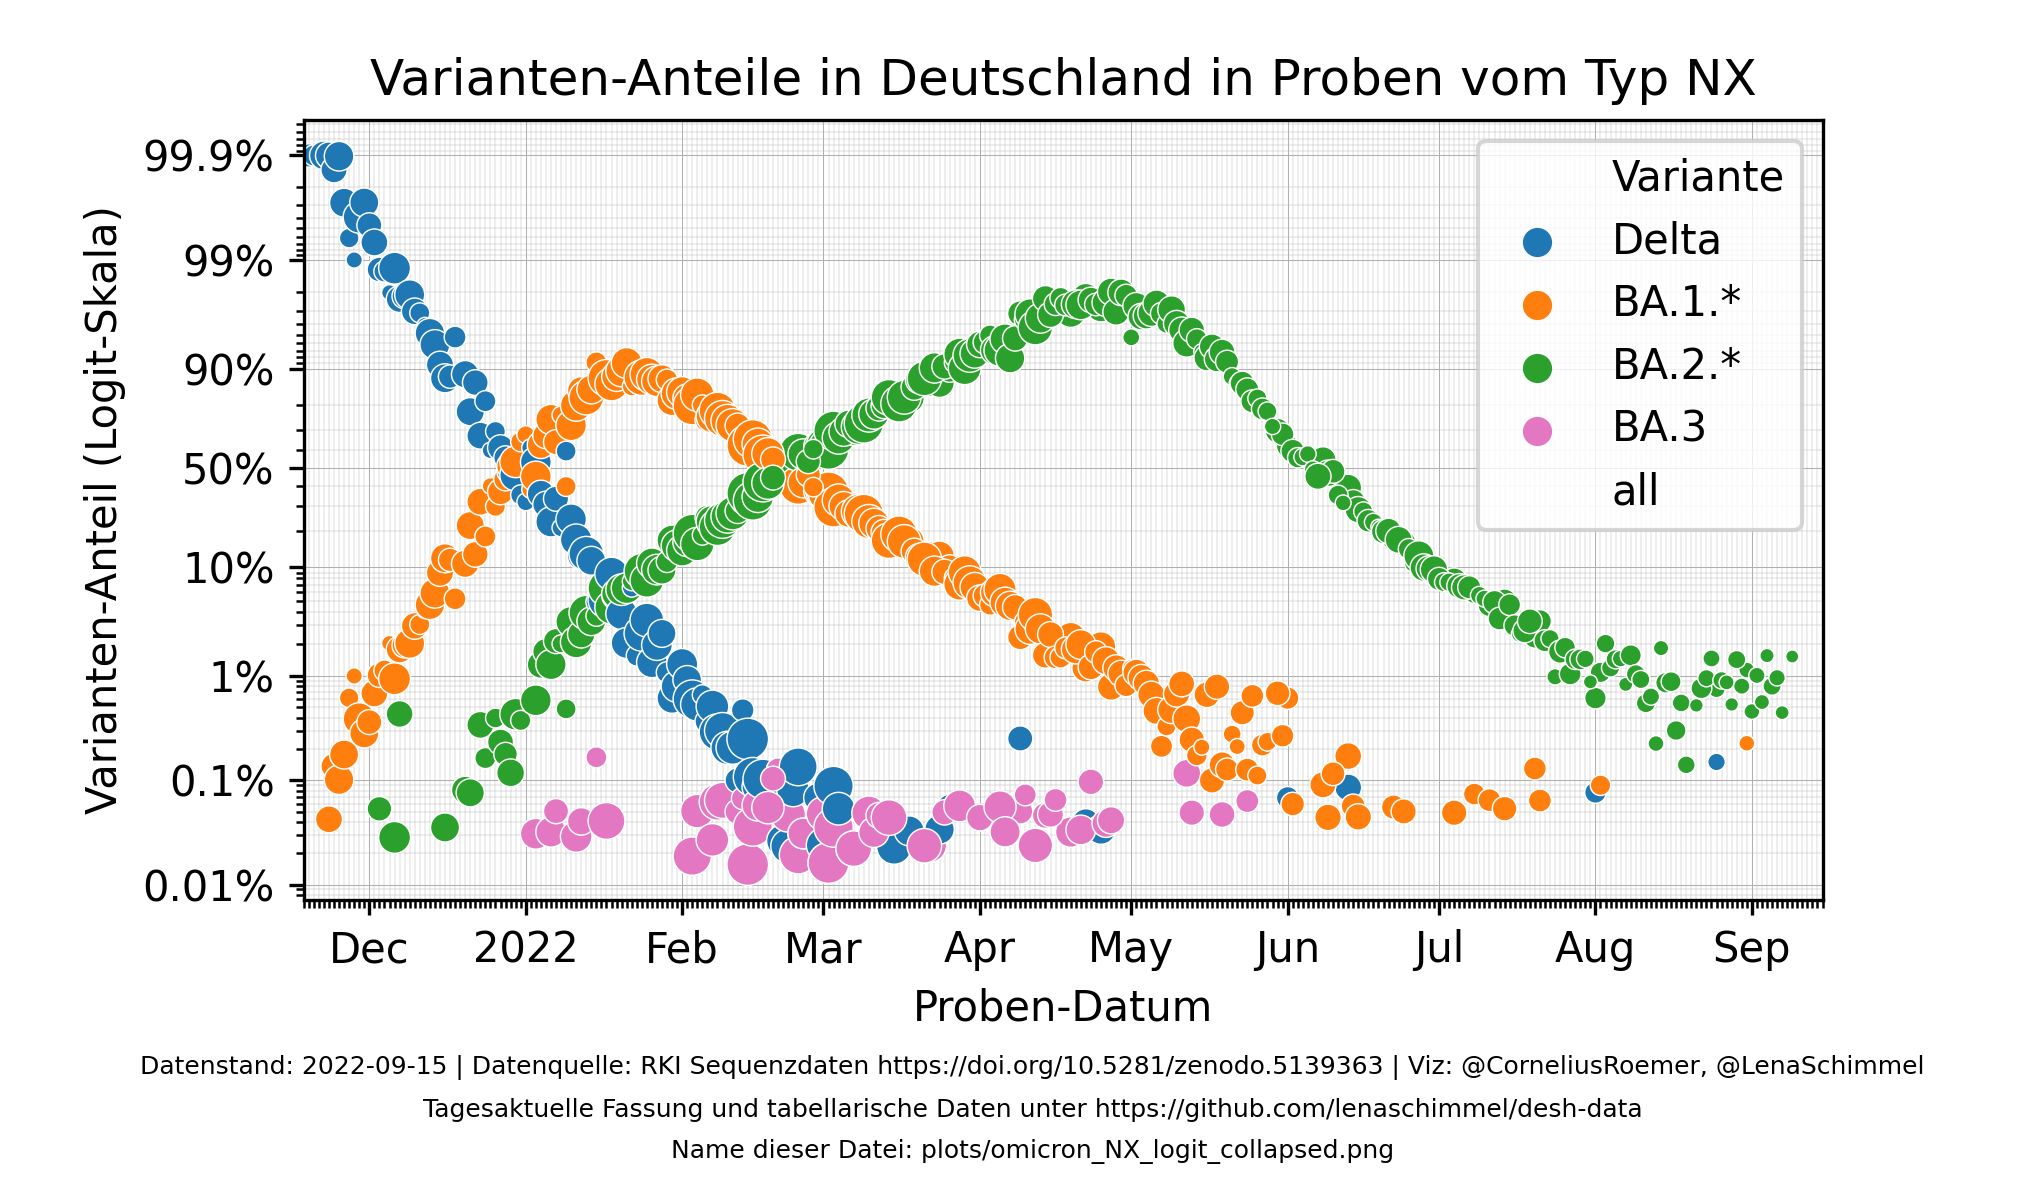 Varianten-Anteile in Deutschland in Proben vom Typ NX
Varianten-Anteil (Logit-Skala)
99.9%
99%
90%
50%
10%
1%
0.1%
0.01%
Variante
Delta
BA.1.*
BA.2.*
BA.3
all
Dec 2022 Feb Mar Apr May Jun Jul Aug Sep
Proben-Datum
Datenstand: 2022-09-15 | Datenquelle: RKI Sequenzdaten https://doi.org/10.5281/zenodo.5139363 | Viz: @CorneliusRoemer, @LenaSchimmel
Tagesaktuelle Fassung und tabellarische Daten unter https://github.com/lenaschimmel/desh-data
Name dieser Datei: plots/omicron_NX_logit_collapsed.png